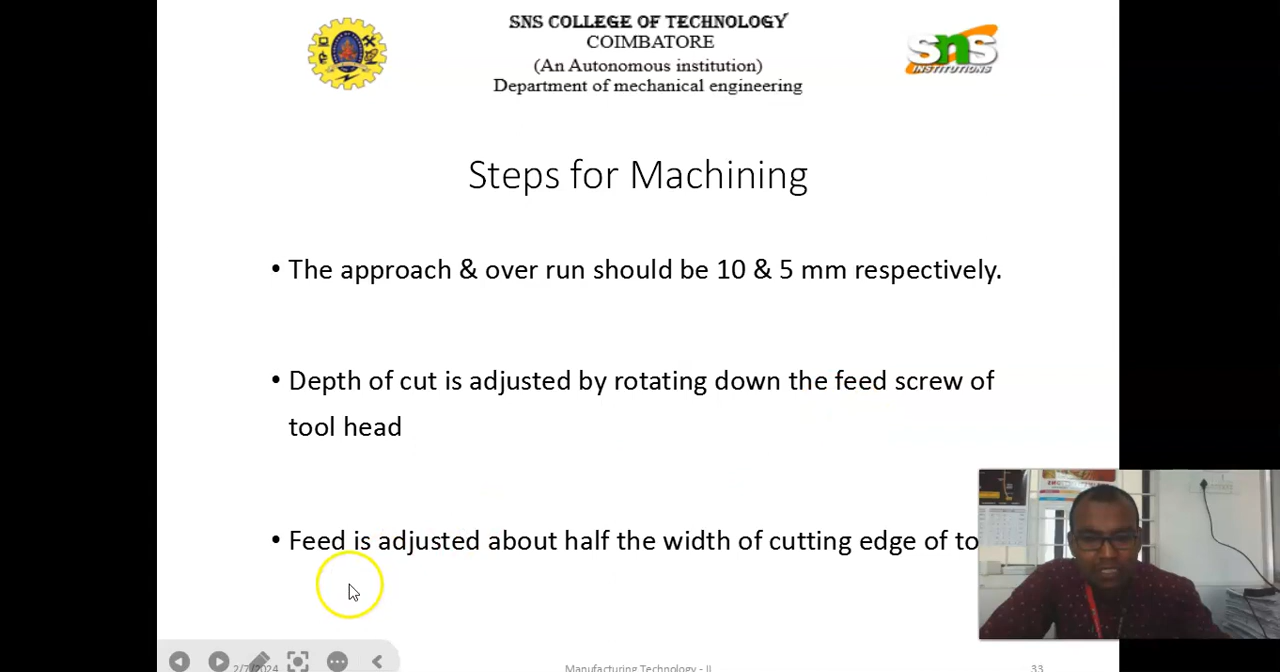 SNS COLLEGE OF TECHNOLOGY
COIMBATORE
(An Autonomous institution)
Department of mechanical engineering
sns
INSTITUTIONS
Steps for Machining
• The approach & over run should be 10 & 5 mm respectively.
• Depth of cut is adjusted by rotating down the feed screw of
tool head
• Feed is adjusted about half the width of cutting edge of to
2/7/2024
Manufacturing Technology - II
33